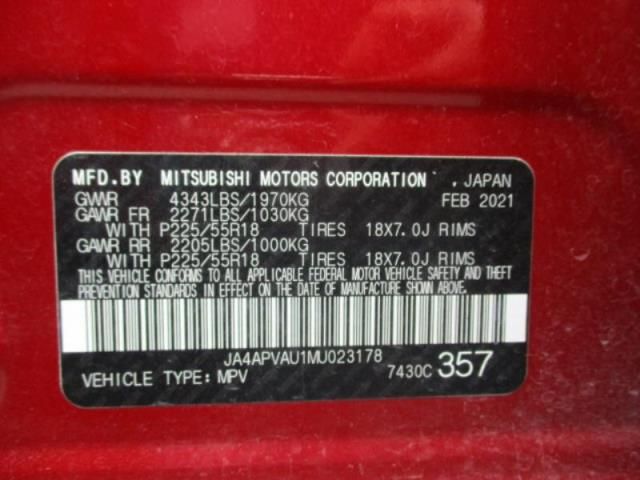 MFD.BY MITSUBISHI MOTORS CORPORATION . JAPAN
GVWR 4343LBS/1970KG FEB 2021
GAWR FR 2271LBS/1030KG
WITH P225/55R18 TIRES 18X7.0J RIMS
GAWR RR 2205LBS/1000KG
WITH P225/55R18 TIRES 18X7.0J RIMS
THIS VEHICLE CONFORMS TO ALL APPLICABLE FEDERAL MOTOR VEHICLE SAFETY AND THEFT
PREVENTION STANDARDS IN EFFECT ON THE DATE OF MANUFACTURE SHOWN ABOVE.
JA4APVAU1MU023178
VEHICLE TYPE: MPV 7430C 357